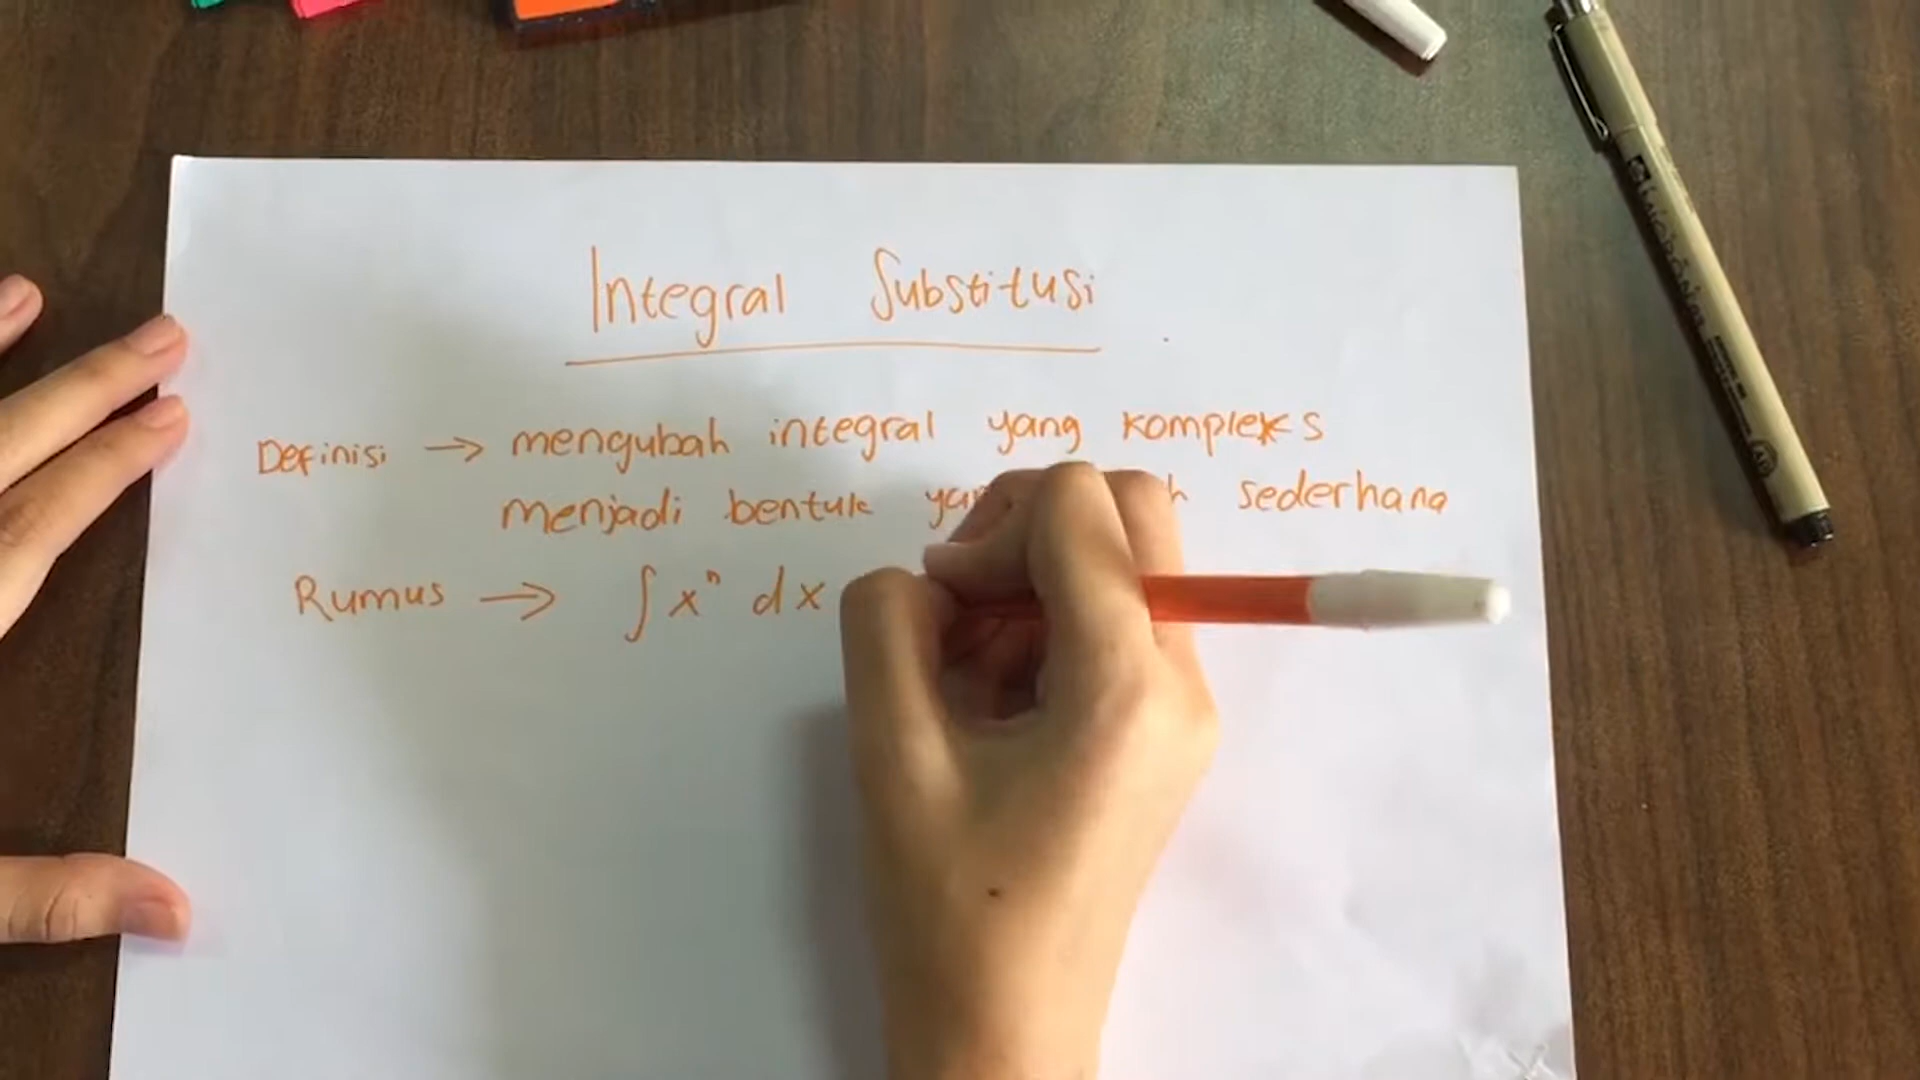 Integral Substitusi
Definisi → mengubah integral yang kompleks
menjadi bentuk sederhana
Rumus → ∫ xⁿ dx